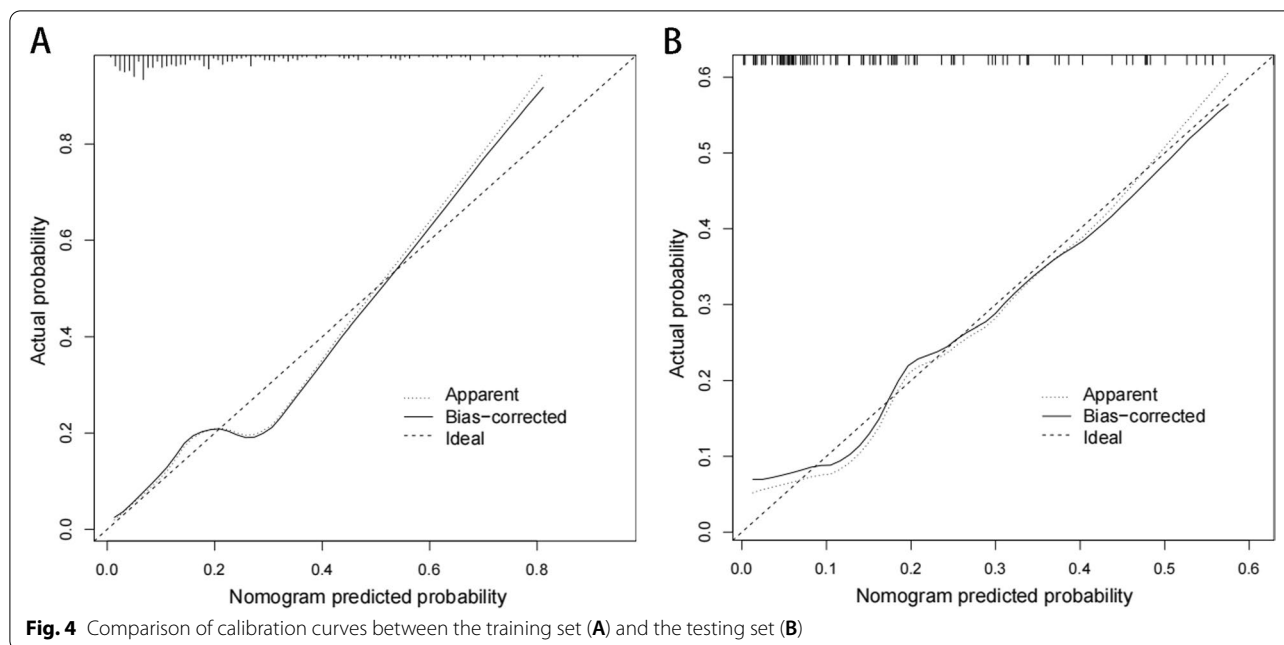 A
Actual probability
0.0
0.2
0.4
0.6
0.8
Apparent
Bias-corrected
Ideal
0.0 0.2 0.4 0.6 0.8
Nomogram predicted probability
B
Actual probability
0.0
0.1
0.2
0.3
0.4
0.5
0.6
Apparent
Bias-corrected
Ideal
0.0 0.1 0.2 0.3 0.4 0.5 0.6
Nomogram predicted probability
Fig. 4 Comparison of calibration curves between the training set (A) and the testing set (B)